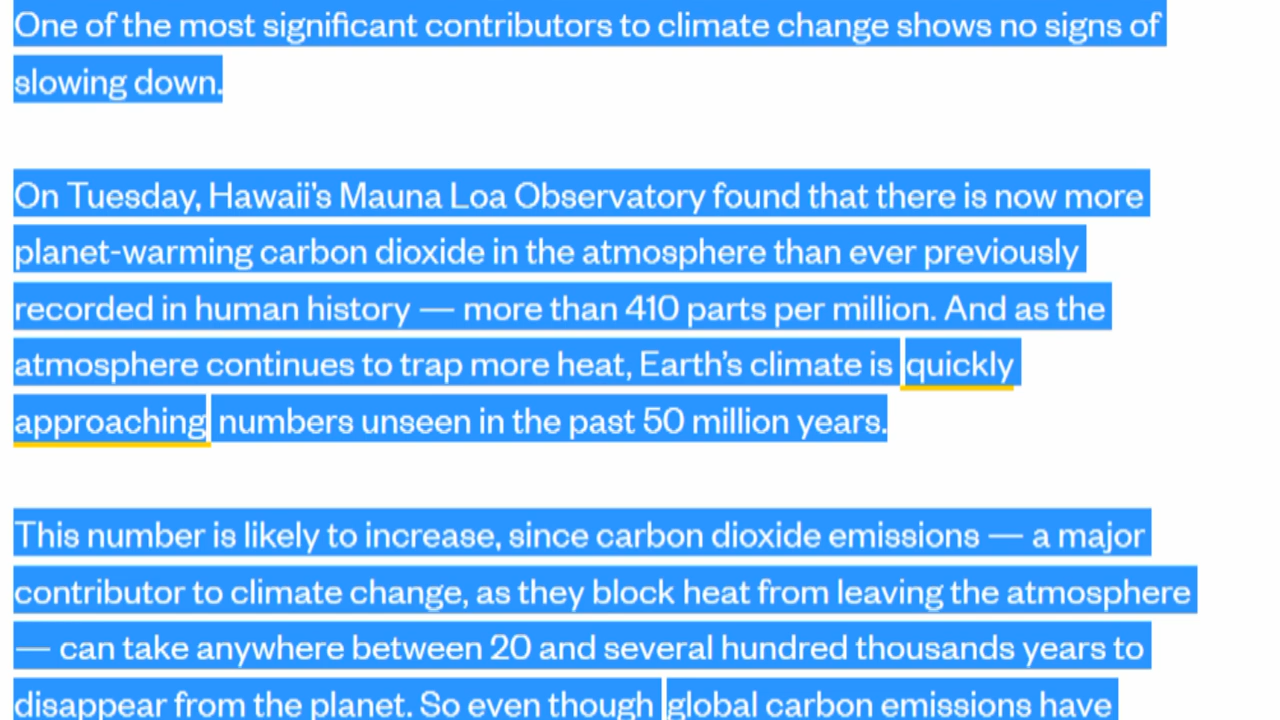 One of the most significant contributors to climate change shows no signs of
slowing down.
On Tuesday, Hawaii's Mauna Loa Observatory found that there is now more
planet-warming carbon dioxide in the atmosphere than ever previously
recorded in human history — more than 410 parts per million. And as the
atmosphere continues to trap more heat, Earth's climate is quickly
approaching numbers unseen in the past 50 million years.
This number is likely to increase, since carbon dioxide emissions — a major
contributor to climate change, as they block heat from leaving the atmosphere
— can take anywhere between 20 and several hundred thousands years to
disappear from the planet. So even though global carbon emissions have